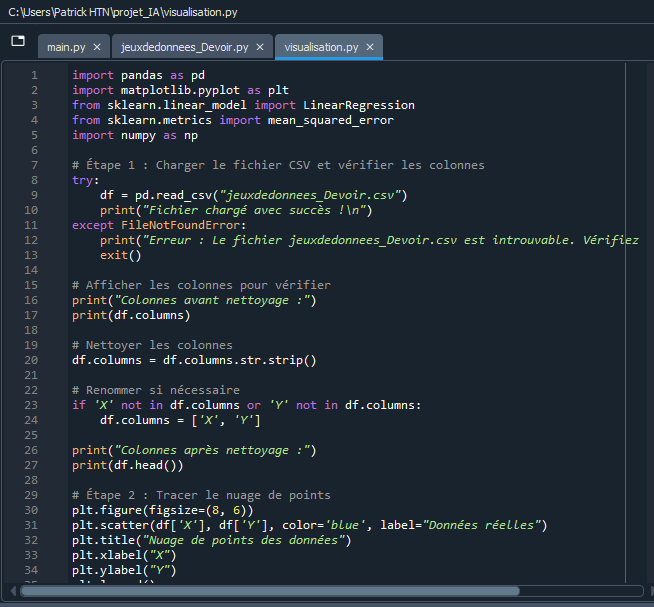 C:\Users\Patrick HTN\projet_IA\visualisation.py
main.py × jeuxdedonnees_Devoir.py × visualisation.py ×
1 import pandas as pd
2 import matplotlib.pyplot as plt
3 from sklearn.linear_model import LinearRegression
4 from sklearn.metrics import mean_squared_error
5 import numpy as np
6
7 # Étape 1 : Charger le fichier CSV et vérifier les colonnes
8 try:
9     df = pd.read_csv("jeuxdedonnees_Devoir.csv")
10     print("Fichier chargé avec succès !\n")
11 except FileNotFoundError:
12     print("Erreur : Le fichier jeuxdedonnees_Devoir.csv est introuvable. Vérifiez
13     exit()
14
15 # Afficher les colonnes pour vérifier
16 print("Colonnes avant nettoyage :")
17 print(df.columns)
18
19 # Nettoyer les colonnes
20 df.columns = df.columns.str.strip()
21
22 # Renommer si nécessaire
23 if 'X' not in df.columns or 'Y' not in df.columns:
24     df.columns = ['X', 'Y']
25
26 print("Colonnes après nettoyage :")
27 print(df.head())
28
29 # Étape 2 : Tracer le nuage de points
30 plt.figure(figsize=(8, 6))
31 plt.scatter(df['X'], df['Y'], color='blue', label="Données réelles")
32 plt.title("Nuage de points des données")
33 plt.xlabel("X")
34 plt.ylabel("Y")